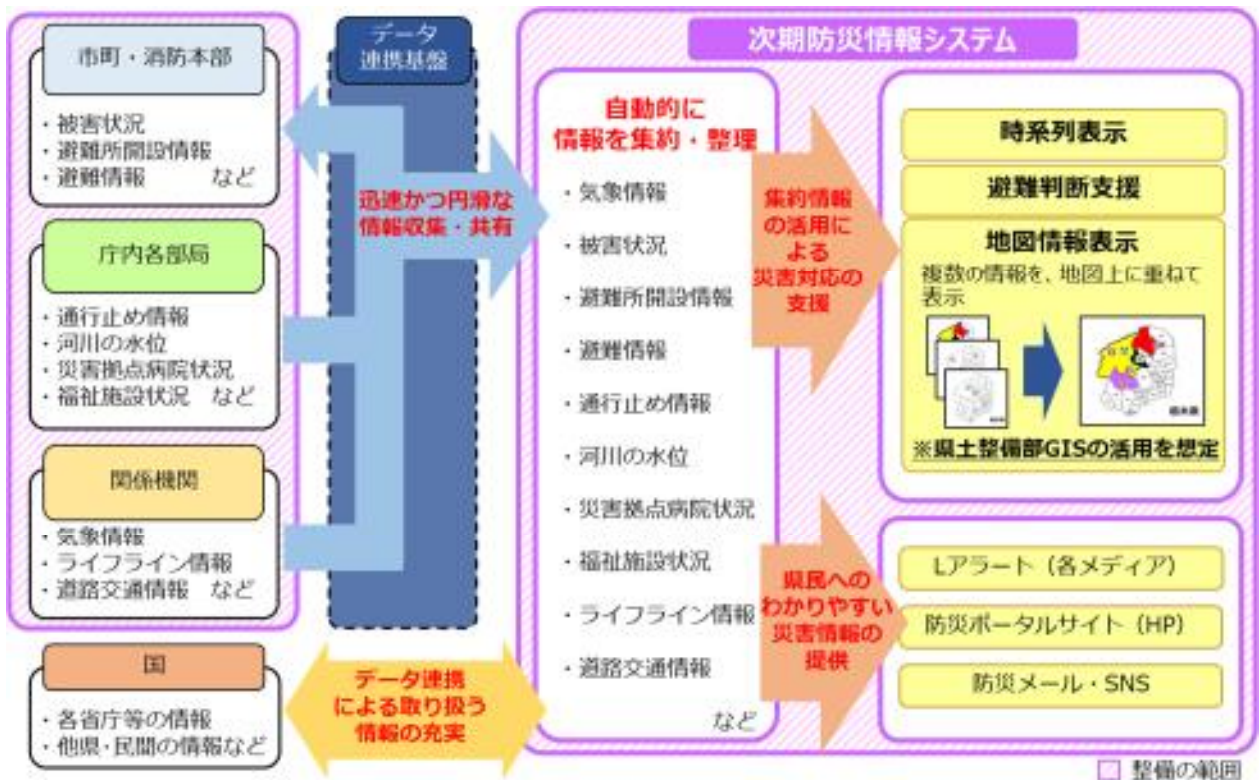 市町・消防本部
・被害状況
・避難所開設情報
・避難情報　など
庁内各部局
・通行止め情報
・河川の水位
・災害拠点病院状況
・福祉施設状況　など
関係機関
・気象情報
・ライフライン情報
・道路交通情報　など
国
・各省庁等の情報
・他県・民間の情報など
データ
連携基盤
迅速かつ円滑な
情報収集・共有
データ連携
による取り扱う
情報の充実
次期防災情報システム
自動的に
情報を集約・整理
・気象情報
・被害状況
・避難所開設情報
・避難情報
・通行止め情報
・河川の水位
・災害拠点病院状況
・福祉施設状況
・ライフライン情報
・道路交通情報
など
集約情報
の活用に
よる
災害対応の
支援
県民への
わかりやすい
災害情報の
提供
時系列表示
避難判断支援
地図情報表示
複数の情報を、地図上に重ねて
表示
※県土整備部GISの活用を想定
Lアラート（各メディア）
防災ポータルサイト（HP）
防災メール・SNS
整備の範囲